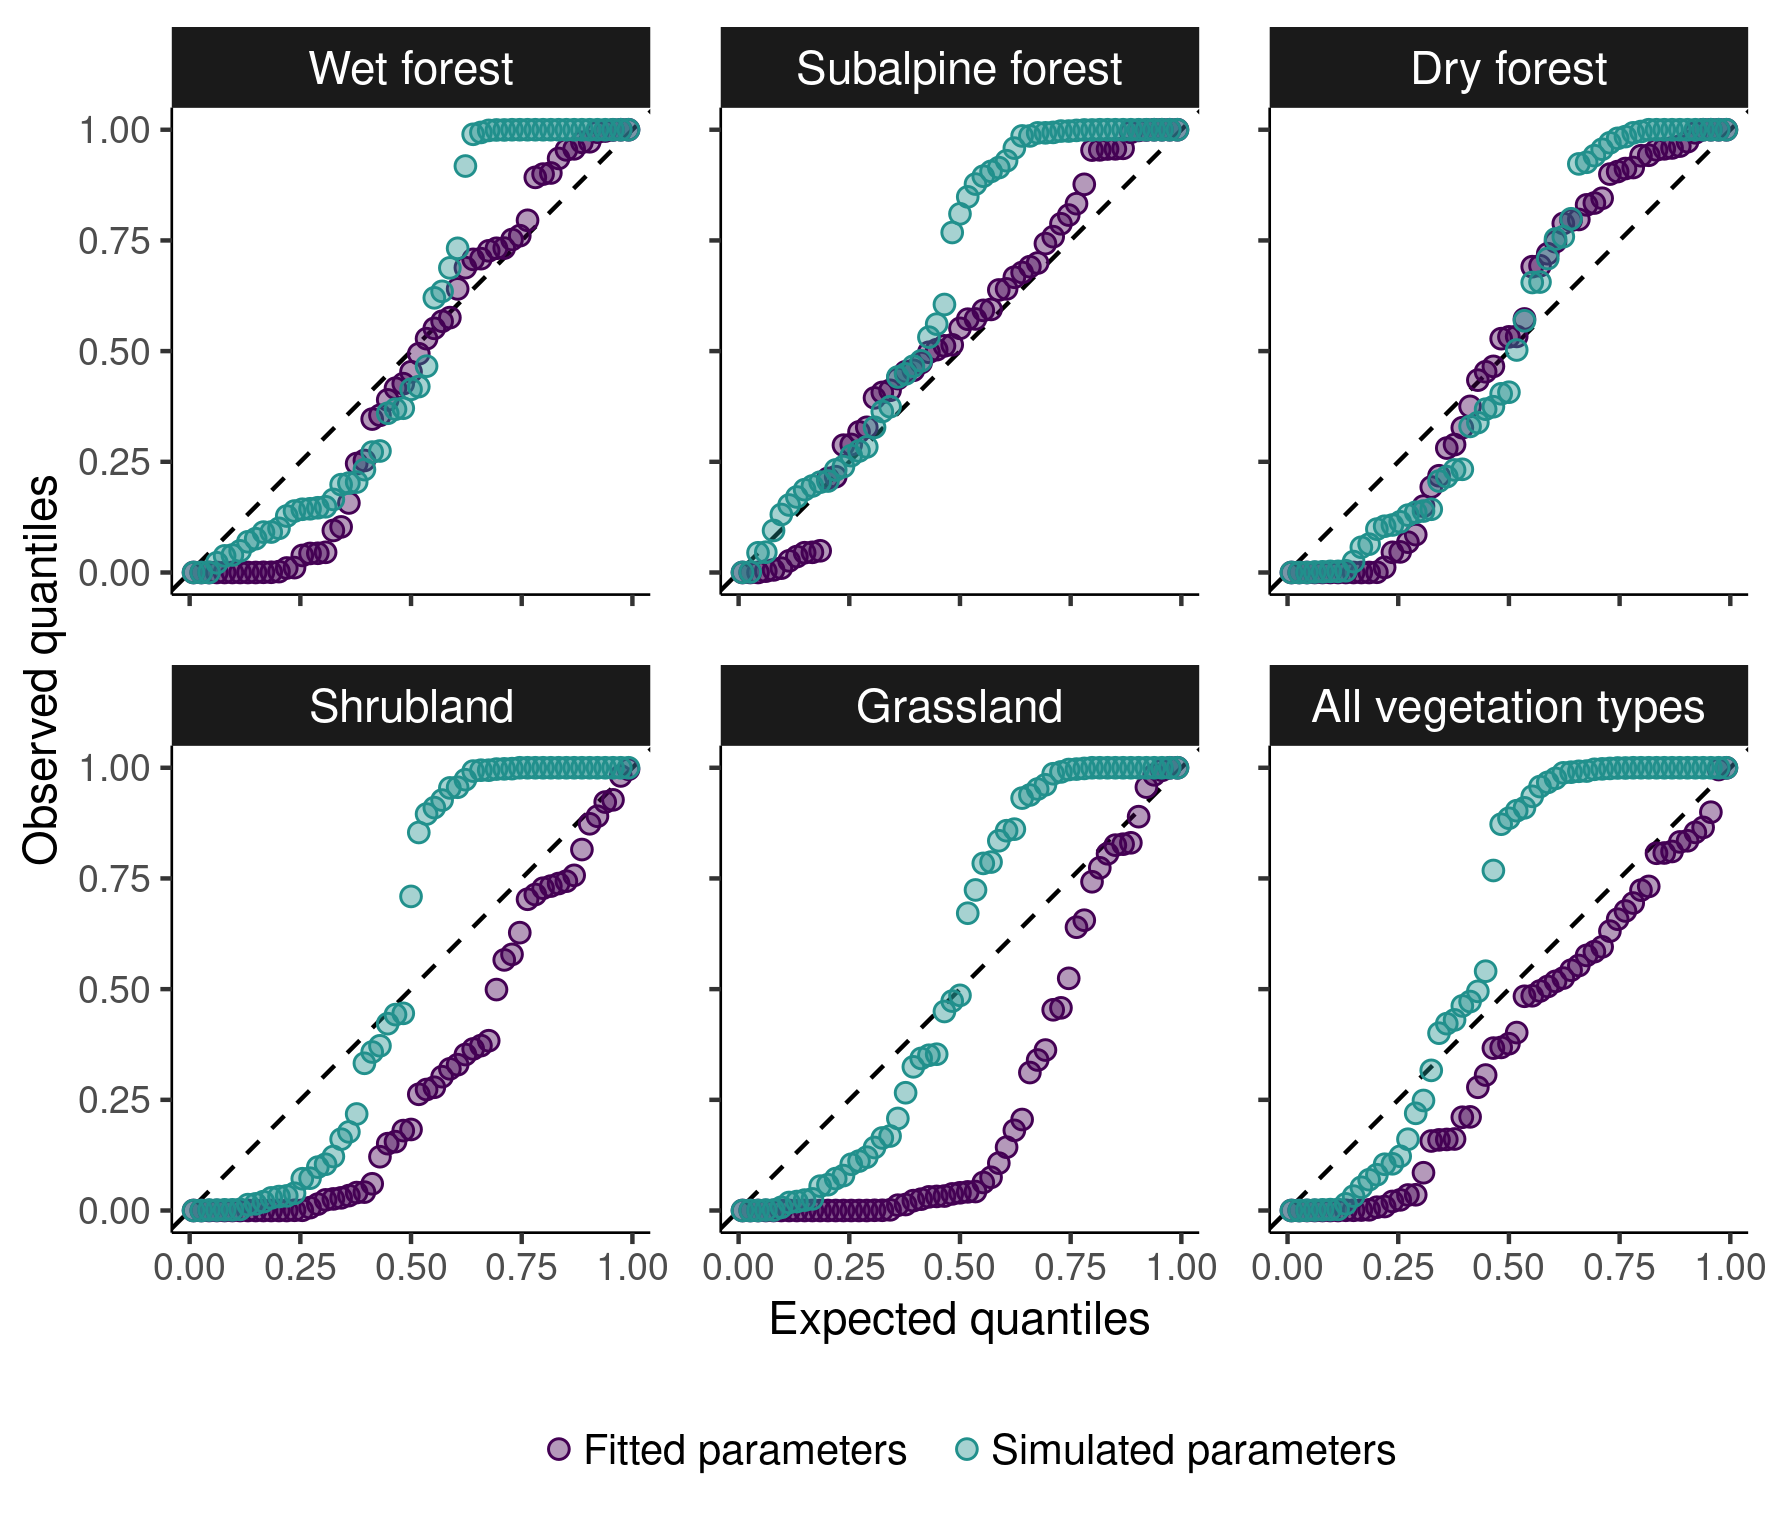 Wet forest
Subalpine forest
Dry forest
1.00
0.75
0.50
0.25
0.00
Observed quantiles
Shrubland
Grassland
All vegetation types
1.00
0.75
0.50
0.25
0.00
0.00 0.25 0.50 0.75 1.00
0.00 0.25 0.50 0.75 1.00
0.00 0.25 0.50 0.75 1.00
Expected quantiles
Fitted parameters
Simulated parameters